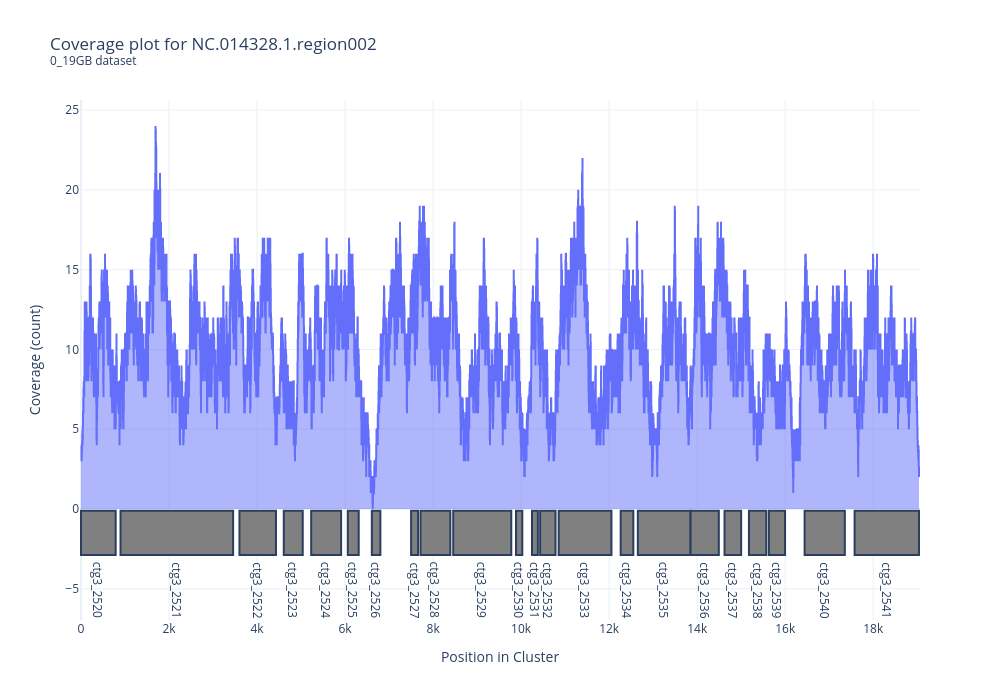 Coverage plot for NC.014328.1.region002
0_19GB dataset
25
20
15
10
5
0
−5
Coverage (count)
ctg3_2520
ctg3_2521
ctg3_2522
ctg3_2523
ctg3_2524
ctg3_2525
ctg3_2526
ctg3_2527
ctg3_2528
ctg3_2529
ctg3_2530
ctg3_2531
ctg3_2532
ctg3_2533
ctg3_2534
ctg3_2535
ctg3_2536
ctg3_2537
ctg3_2538
ctg3_2539
ctg3_2540
ctg3_2541
0 2k 4k 6k 8k 10k 12k 14k 16k 18k
Position in Cluster